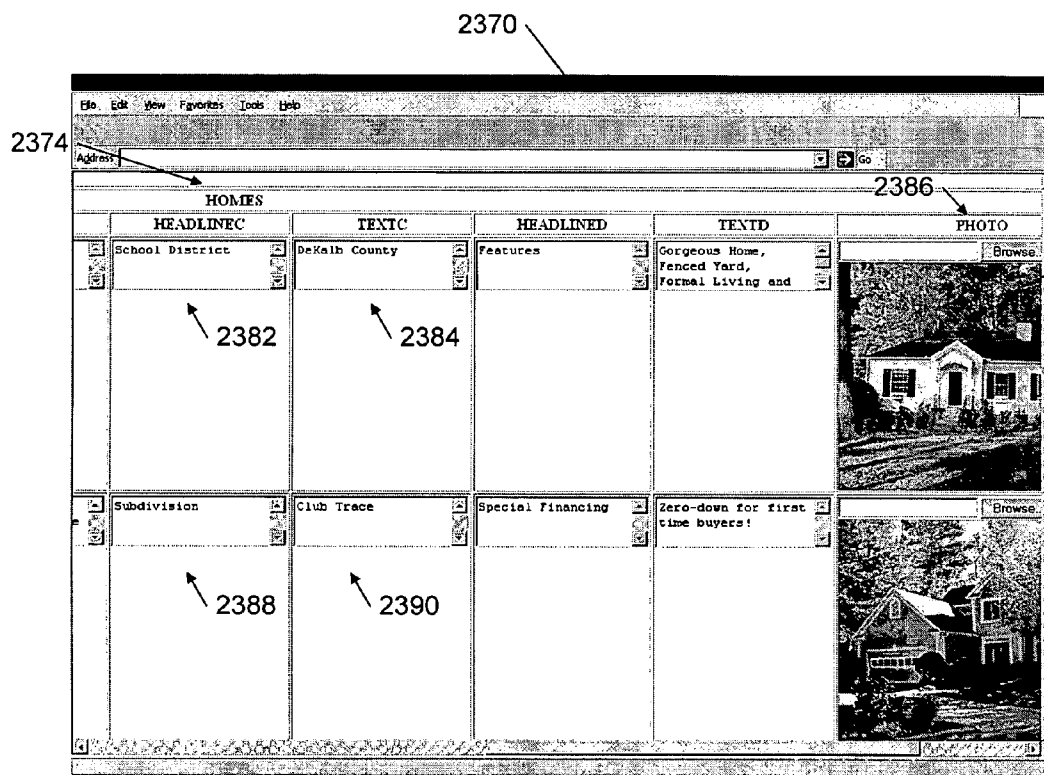 2370
File Edit View Favorites Tools Help
2374
Address Go
2386
HOMES
HEADLINEC TEXTC HEADLINED TEXTD PHOTO
School District DeKalb County Features Gorgeous Home, Browse
Fenced Yard,
Formal Living and
2382 2384
Subdivision Club Trace Special Financing Zero-down for first Browse
e time buyers!
2388 2390